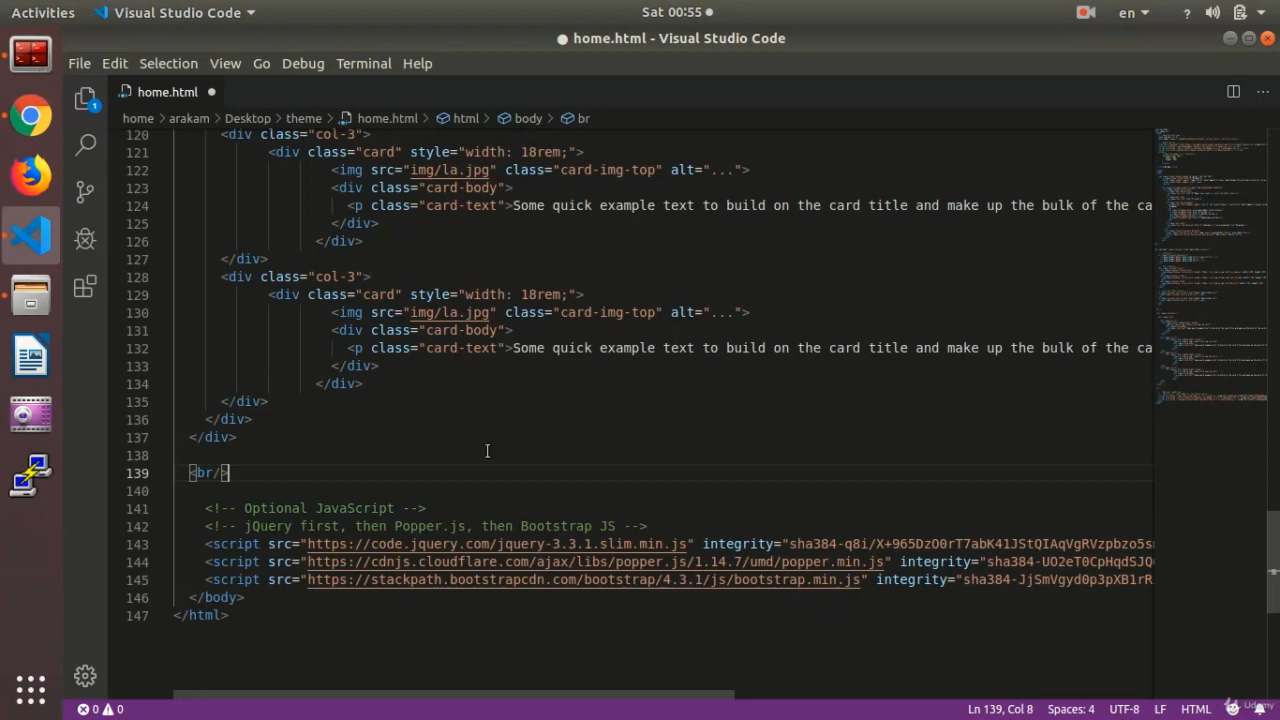 Activities Visual Studio Code Sat 00:55 en ?
home.html - Visual Studio Code
File Edit Selection View Go Debug Terminal Help
home.html
1
home > arakam > Desktop > theme > home.html > html > body > br
120 <div class="col-3">
121 <div class="card" style="width: 18rem;">
122 <img src="img/la.jpg" class="card-img-top" alt="...">
123 <div class="card-body">
124 <p class="card-text">Some quick example text to build on the card title and make up the bulk of the ca
125 </div>
126 </div>
127 </div>
128 <div class="col-3">
129 <div class="card" style="width: 18rem;">
130 <img src="img/la.jpg" class="card-img-top" alt="...">
131 <div class="card-body">
132 <p class="card-text">Some quick example text to build on the card title and make up the bulk of the ca
133 </div>
134 </div>
135 </div>
136 </div>
137 </div>
138
139 <br/>
140
141 <!-- Optional JavaScript -->
142 <!-- jQuery first, then Popper.js, then Bootstrap JS -->
143 <script src="https://code.jquery.com/jquery-3.3.1.slim.min.js" integrity="sha384-q8i/X+965DzO0rT7abK41JStQIAqVgRVzpbzo5sm
144 <script src="https://cdnjs.cloudflare.com/ajax/libs/popper.js/1.14.7/umd/popper.min.js" integrity="sha384-UO2eT0CpHqdSJQ6
145 <script src="https://stackpath.bootstrapcdn.com/bootstrap/4.3.1/js/bootstrap.min.js" integrity="sha384-JjSmVgyd0p3pXB1rR
146 </body>
147 </html>
0 0 Ln 139, Col 8 Spaces: 4 UTF-8 LF HTML
Udemy